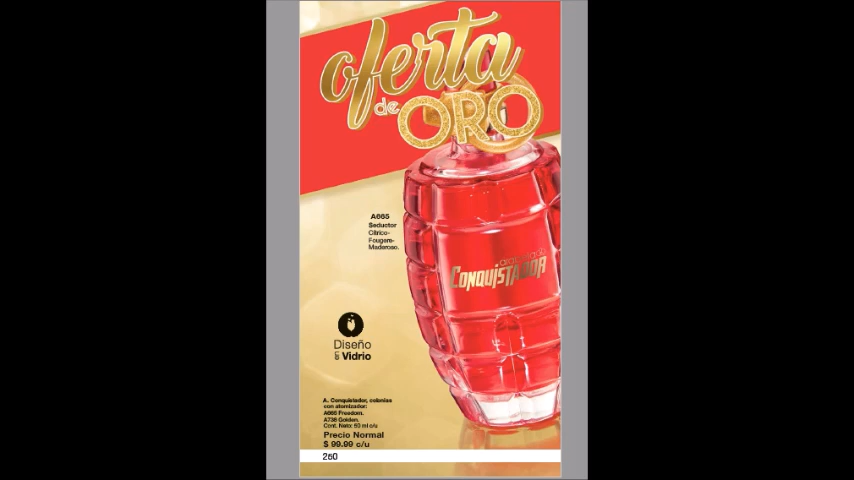 oferta
de ORO
A665
Seductor
Cítrico-
Fougere-
Maderoso.
CONQUISTADOR
Diseño
en Vidrio
A. Conquistador, colonias
con atomizador:
A665 Freedom.
A736 Golden.
Cont. Neto: 50 ml c/u
Precio Normal
$ 99.99 c/u
260